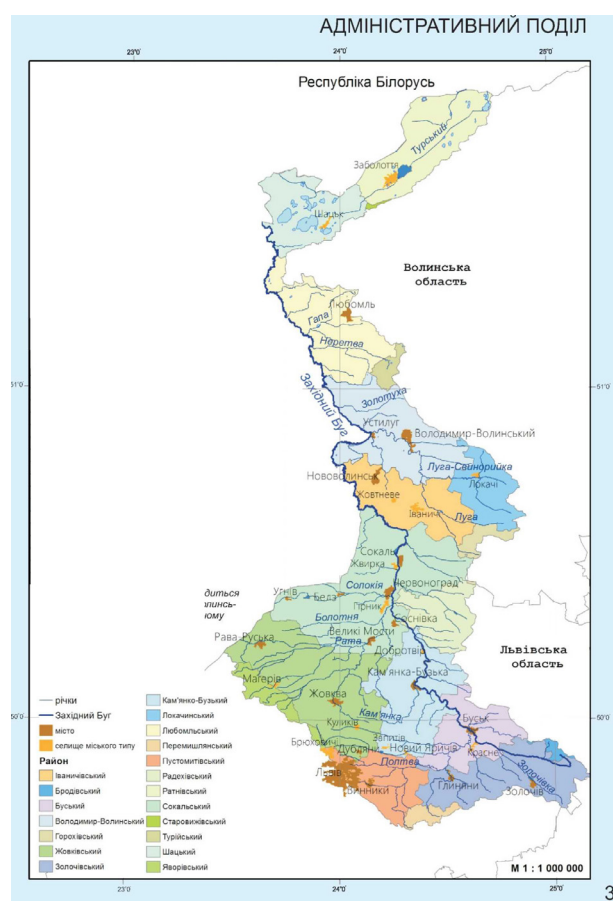 АДМІНІСТРАТИВНИЙ ПОДІЛ
23°0' 24°0' 25°0'
Республіка Білорусь
Турський
Заболоття
Шацьк
Волинська
область
Любомль
Гапа
Неретва
51°0' 51°0'
Західний Буг
Золотуха
Устилуг
Володимир-Волинський
Луга-Свинорийка
Нововолинськ
Локачі
Жовтневе
Іваничі
Луга
Сокаль
Жвирка
Солокія
Червоноград
Угнів
Белз
Гірник
диться
линсь-
ому
Болотня
Соснівка
Великі Мости
Рата
Рава-Руська
Добротвір
Львівська
область
Кам'янка-Бузька
Магерів
Жовква
Кам'янка
Куликів
Буськ
50°0' 50°0'
Брюховичі
Запитів
Новий Яричів
Красне
Дубляни
Полтва
Золочівка
Львів
Винники
Глиняни
Золочів
річки
Західний Буг
місто
селище міського типу
Район
Іваничівський
Бродівський
Буський
Володимир-Волинський
Горохівський
Жовківський
Золочівський
Кам'янко-Бузький
Локачинський
Любомльський
Перемишлянський
Пустомитівський
Радехівський
Ратнівський
Сокальський
Старовижівський
Турійський
Шацький
Яворівський
М 1 : 1 000 000
23°0' 24°0' 25°0'
3